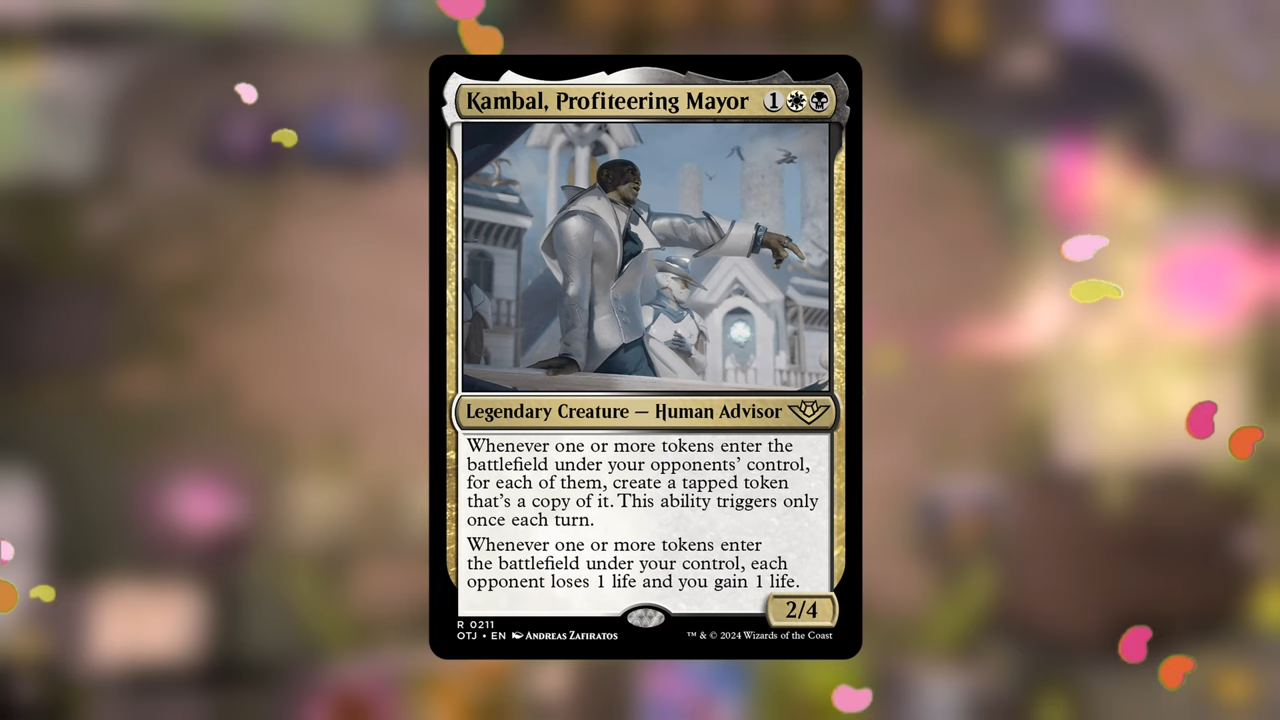 Kambal, Profiteering Mayor 1
Legendary Creature — Human Advisor
Whenever one or more tokens enter the
battlefield under your opponents' control,
for each of them, create a tapped token
that's a copy of it. This ability triggers only
once each turn.
Whenever one or more tokens enter
the battlefield under your control, each
opponent loses 1 life and you gain 1 life.
2/4
R 0211
OTJ • EN Andreas Zafiratos
™ & © 2024 Wizards of the Coast